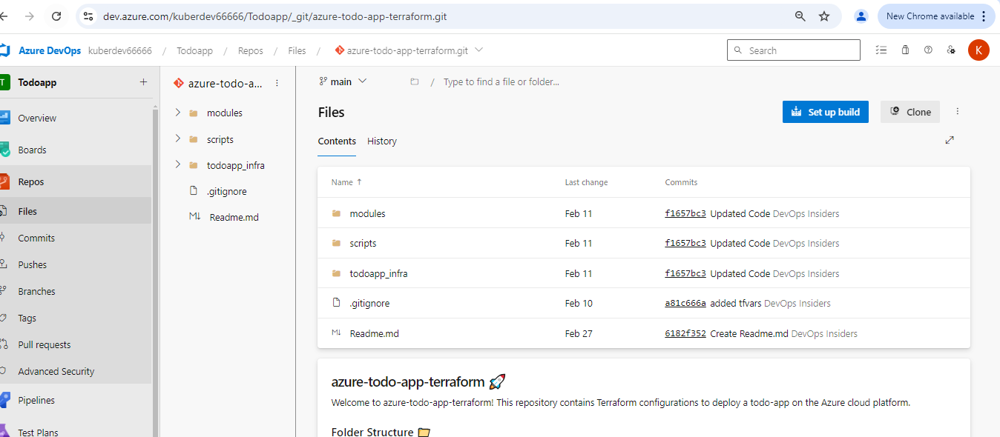 dev.azure.com/kuberdev66666/Todoapp/_git/azure-todo-app-terraform.git
New Chrome available
Azure DevOps kuberdev66666 / Todoapp / Repos / Files / azure-todo-app-terraform.git
Search
K
T Todoapp +
Overview
Boards
Repos
Files
Commits
Pushes
Branches
Tags
Pull requests
Advanced Security
Pipelines
Test Plans
azure-todo-a...
modules
scripts
todoapp_infra
.gitignore
M↓ Readme.md
main
/ Type to find a file or folder...
Files
Set up build
Clone
Contents History
Name ↑ Last change Commits
modules Feb 11 f1657bc3 Updated Code DevOps Insiders
scripts Feb 11 f1657bc3 Updated Code DevOps Insiders
todoapp_infra Feb 11 f1657bc3 Updated Code DevOps Insiders
.gitignore Feb 10 a81c666a added tfvars DevOps Insiders
M↓ Readme.md Feb 27 6182f352 Create Readme.md DevOps Insiders
azure-todo-app-terraform 🚀
Welcome to azure-todo-app-terraform! This repository contains Terraform configurations to deploy a todo-app on the Azure cloud platform.
Folder Structure 📁